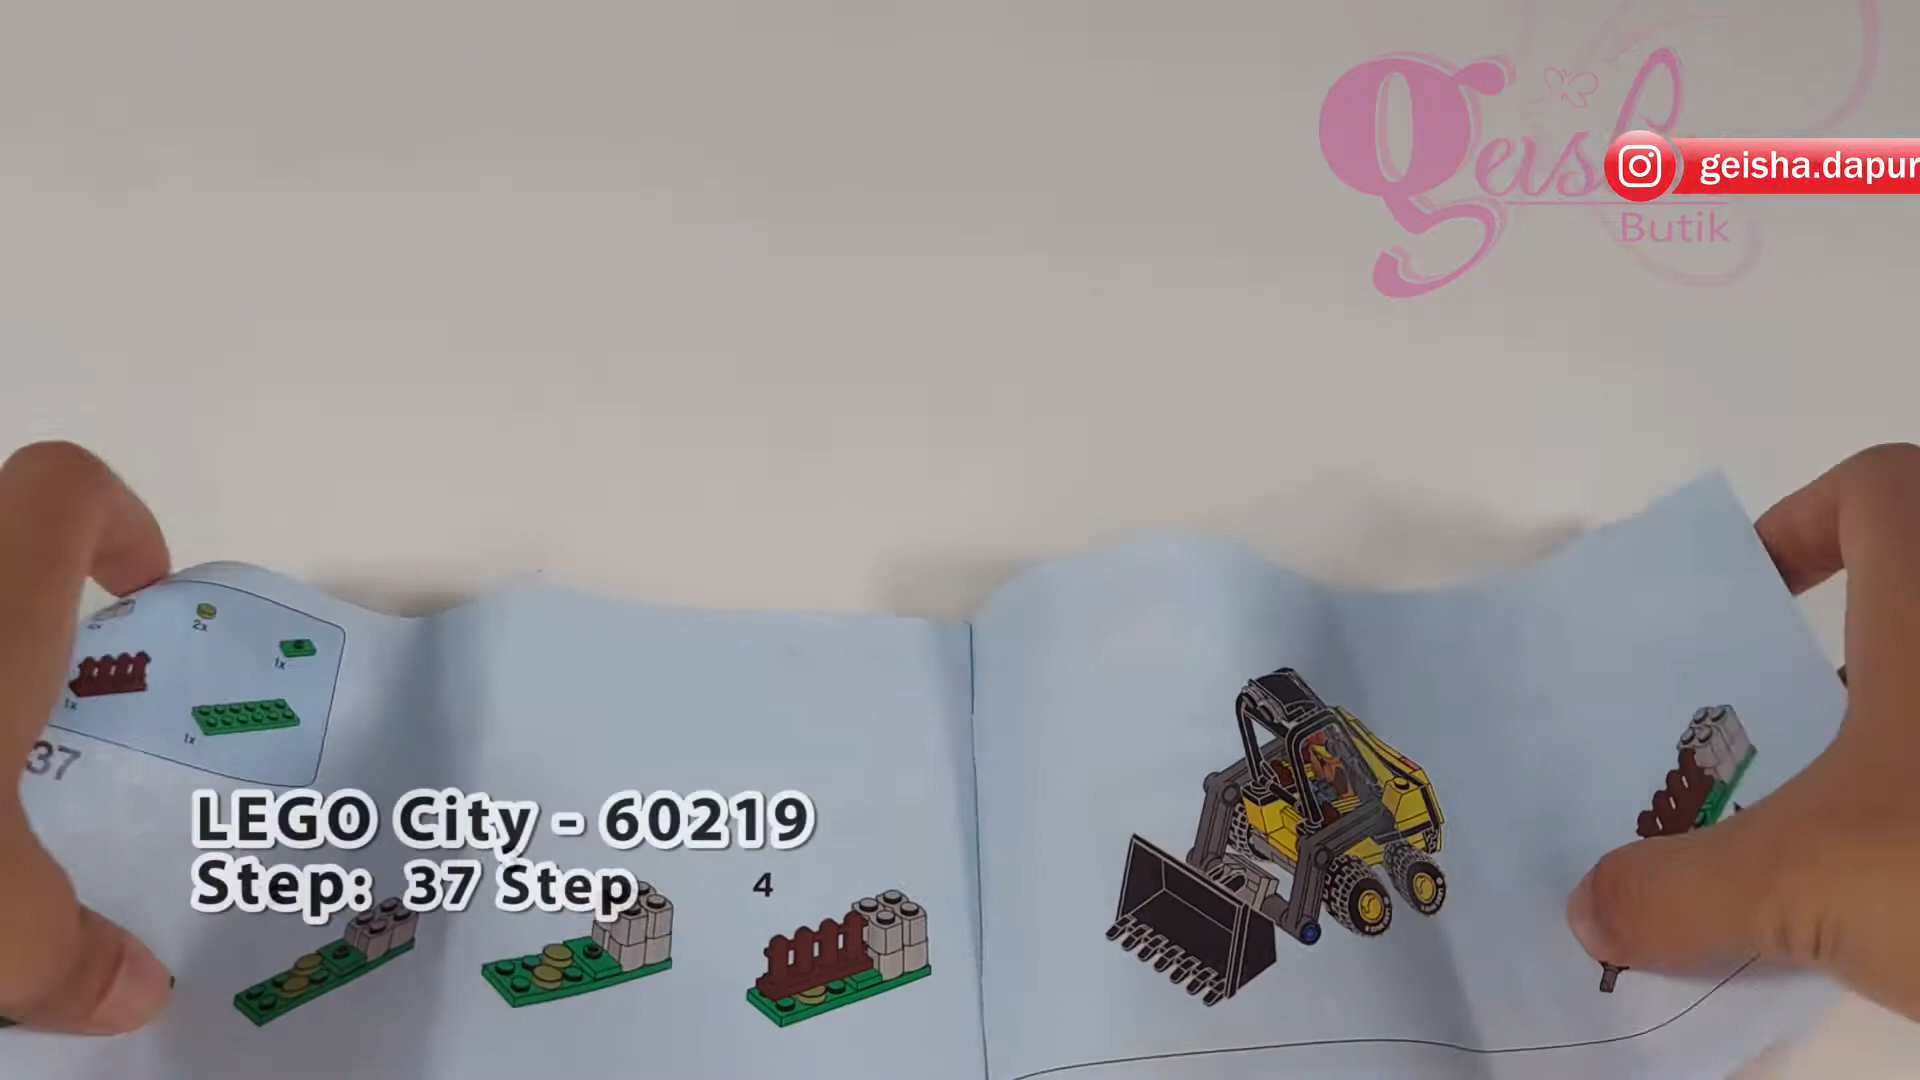 geisha.dapur
Geisha
Butik
2x
1x
1x
1x
37
LEGO City - 60219
Step: 37 Step
4